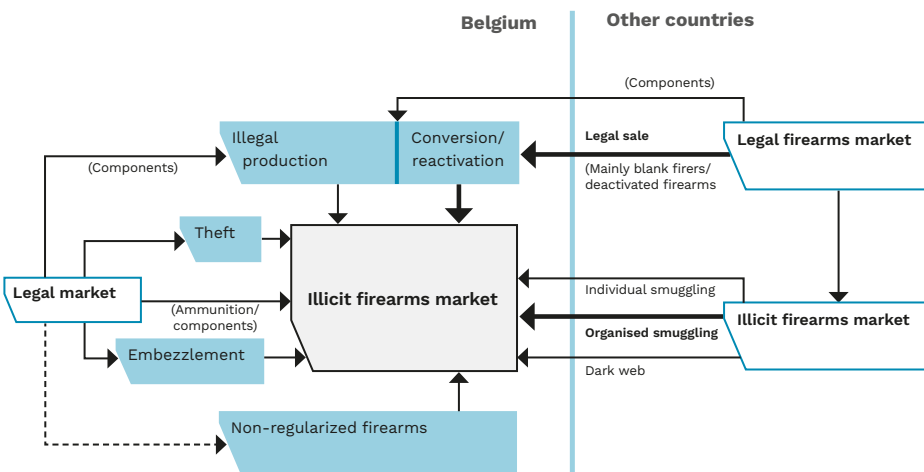 Belgium
Other countries
(Components)
Illegal
production
Conversion/
reactivation
Legal sale
(Mainly blank firers/
deactivated firearms
Legal firearms market
(Components)
Theft
Legal market
(Ammunition/
components)
Illicit firearms market
Individual smuggling
Organised smuggling
Dark web
Illicit firearms market
Embezzlement
Non-regularized firearms